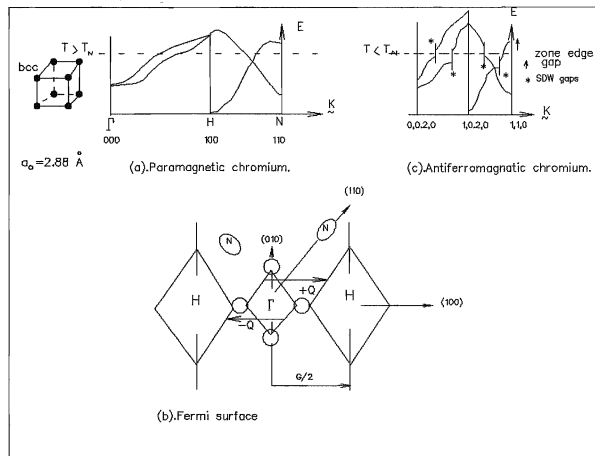 T > T_N
bcc
a₀=2.88 Å
E
K
Γ H N
000 100 110
(a).Paramagnetic chromium.
T < T_N
E
zone edge
gap
* SDW gaps
K
0,0.2,0 1,0.2,0 1,1,0
(c).Antiferromagnatic chromium.
(110)
N
(010)
N
+Q
H
Γ
H
(100)
-Q
G/2
(b).Fermi surface